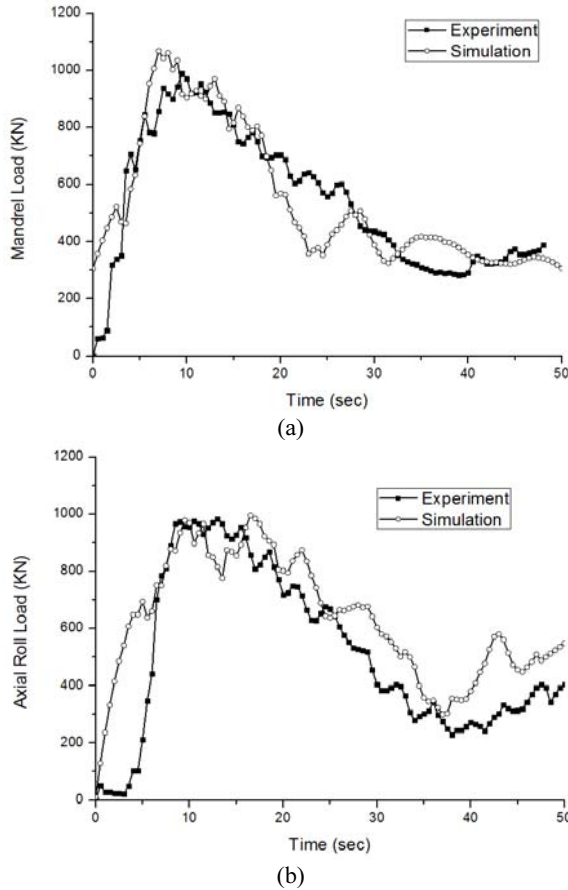 1200
1000
800
600
400
200
0
Mandrel Load (KN)
Experiment
Simulation
0 10 20 30 40 50
Time (sec)
(a)
1200
1000
800
600
400
200
0
Axial Roll Load (KN)
Experiment
Simulation
0 10 20 30 40 50
Time (sec)
(b)